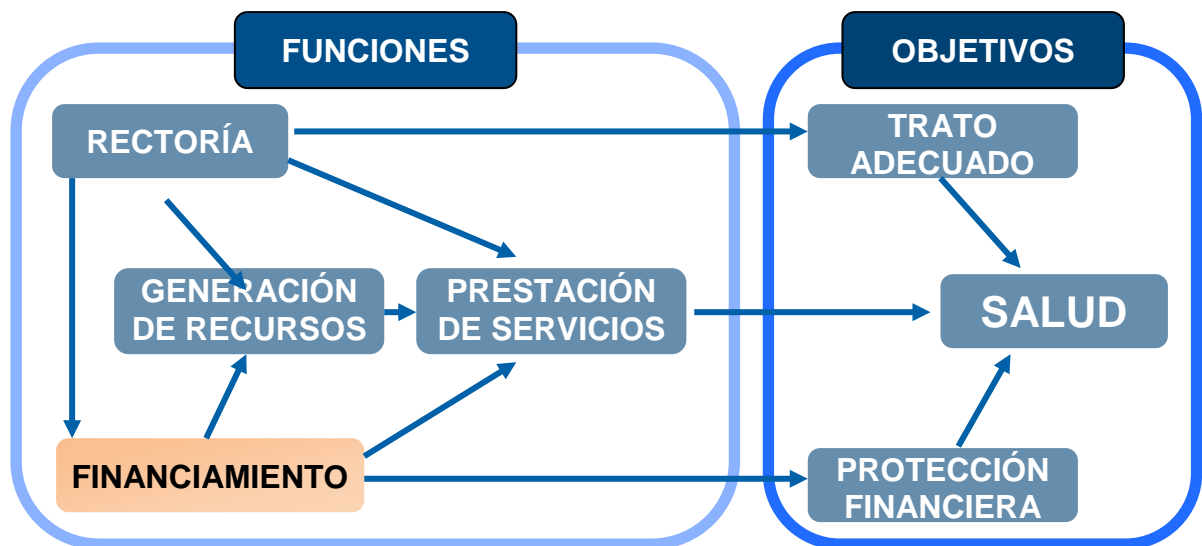 FUNCIONES
OBJETIVOS
RECTORÍA
TRATO
ADECUADO
GENERACIÓN
DE RECURSOS
PRESTACIÓN
DE SERVICIOS
SALUD
FINANCIAMIENTO
PROTECCIÓN
FINANCIERA